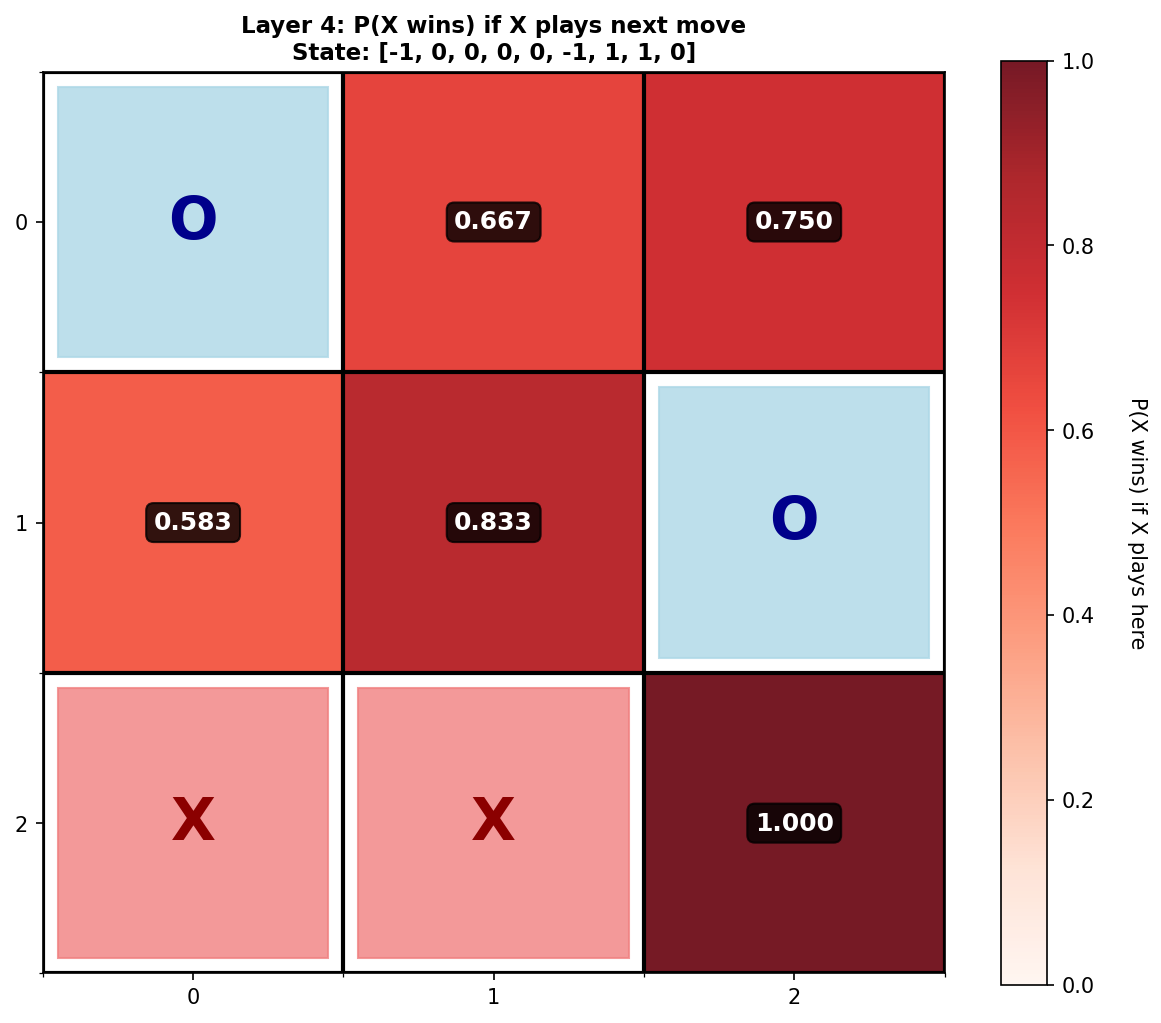 Layer 4: P(X wins) if X plays next move
State: [-1, 0, 0, 0, 0, -1, 1, 1, 0]
0
O
0.667
0.750
1
0.583
0.833
O
2
X
X
1.000
0
1
2
1.0
0.8
0.6
0.4
0.2
0.0
P(X wins) if X plays here